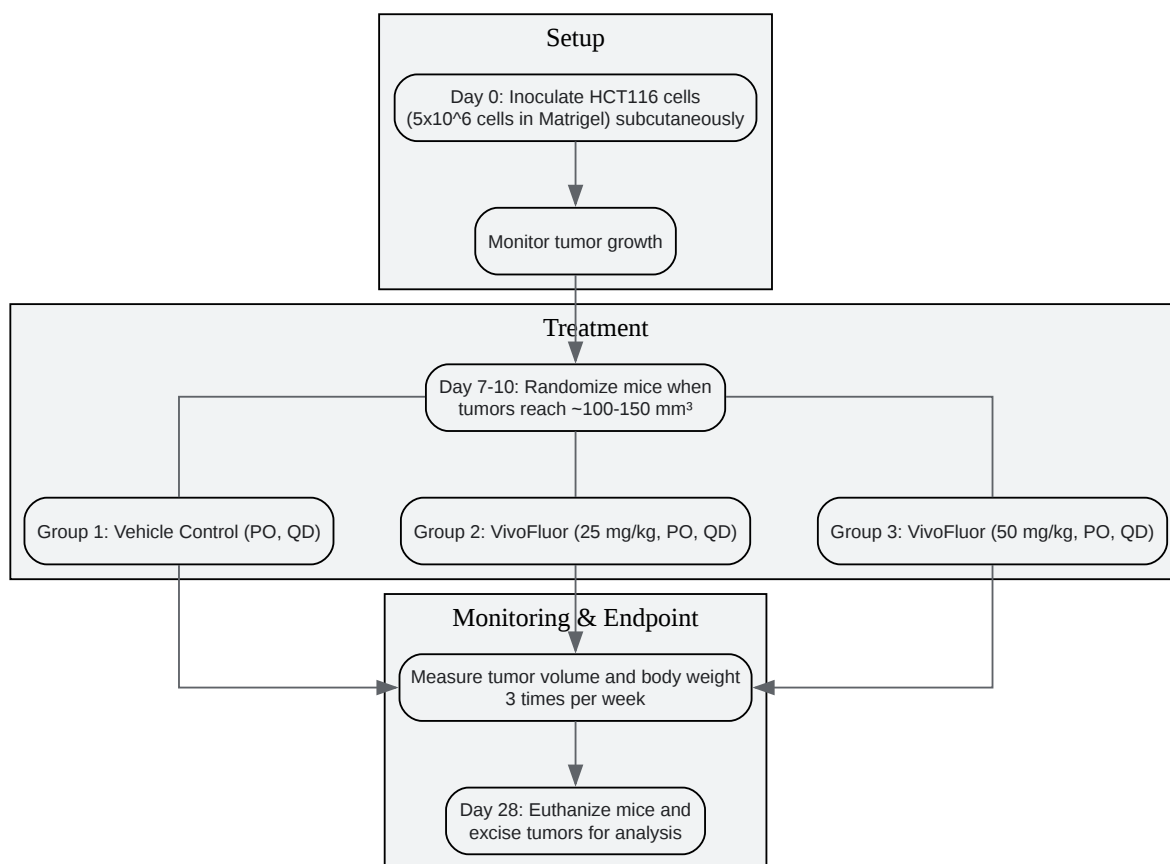 Setup
Day 0: Inoculate HCT116 cells
(5x10^6 cells in Matrigel) subcutaneously
Monitor tumor growth
Treatment
Day 7-10: Randomize mice when
tumors reach ~100-150 mm³
Group 1: Vehicle Control (PO, QD)
Group 2: VivoFluor (25 mg/kg, PO, QD)
Group 3: VivoFluor (50 mg/kg, PO, QD)
Monitoring & Endpoint
Measure tumor volume and body weight
3 times per week
Day 28: Euthanize mice and
excise tumors for analysis